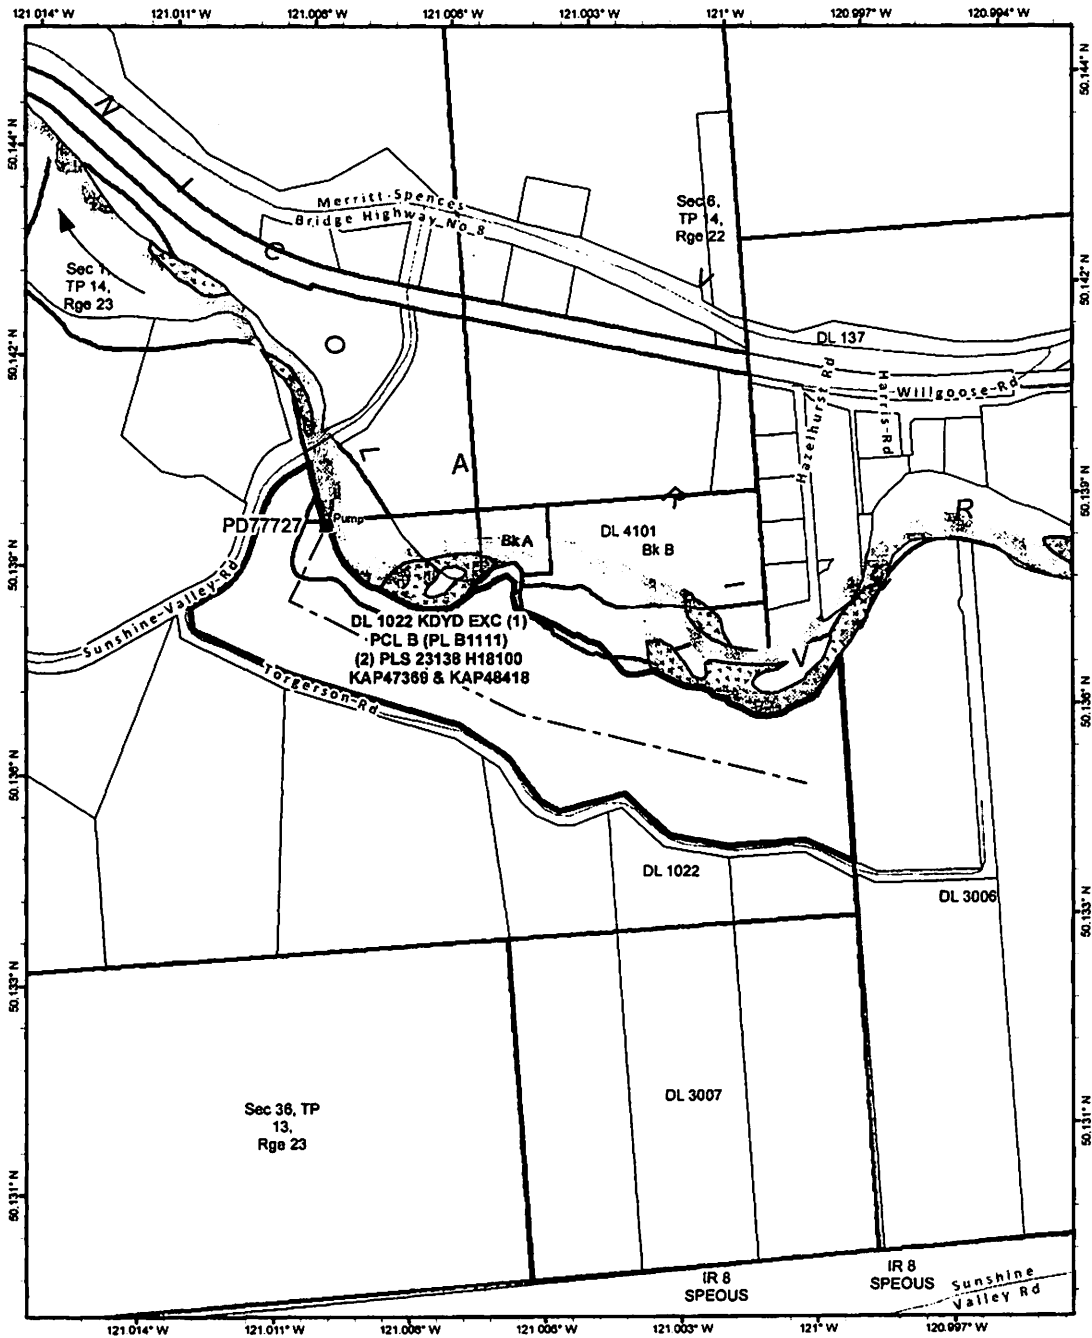 121.014° W
121.011° W
121.008° W
121.006° W
121.003° W
121° W
120.997° W
120.994° W
50.144° N
50.144° N
N
I
C
O
L
A
Merritt-Spences
Bridge Highway No.8
Sec 6,
TP 14,
Rge 22
Sec 1,
TP 14,
Rge 23
50.142° N
50.142° N
DL 137
Willgoose-Rd
Hazelhurst Rd
Harris-Rd
50.139° N
50.139° N
R
I
V
PD77727
Pump
Bk A
DL 4101
Bk B
DL 1022 KDYD EXC (1)
PCL B (PL B1111)
(2) PLS 23138 H18100
KAP47369 & KAP48418
Sunshine-Valley-Rd
Torgerson-Rd
50.136° N
50.136° N
DL 1022
DL 3006
50.133° N
50.133° N
Sec 36, TP
13,
Rge 23
DL 3007
50.131° N
50.131° N
IR 8
SPEOUS
IR 8
SPEOUS
Sunshine
Valley Rd
121.014° W
121.011° W
121.008° W
121.006° W
121.003° W
121° W
120.997° W